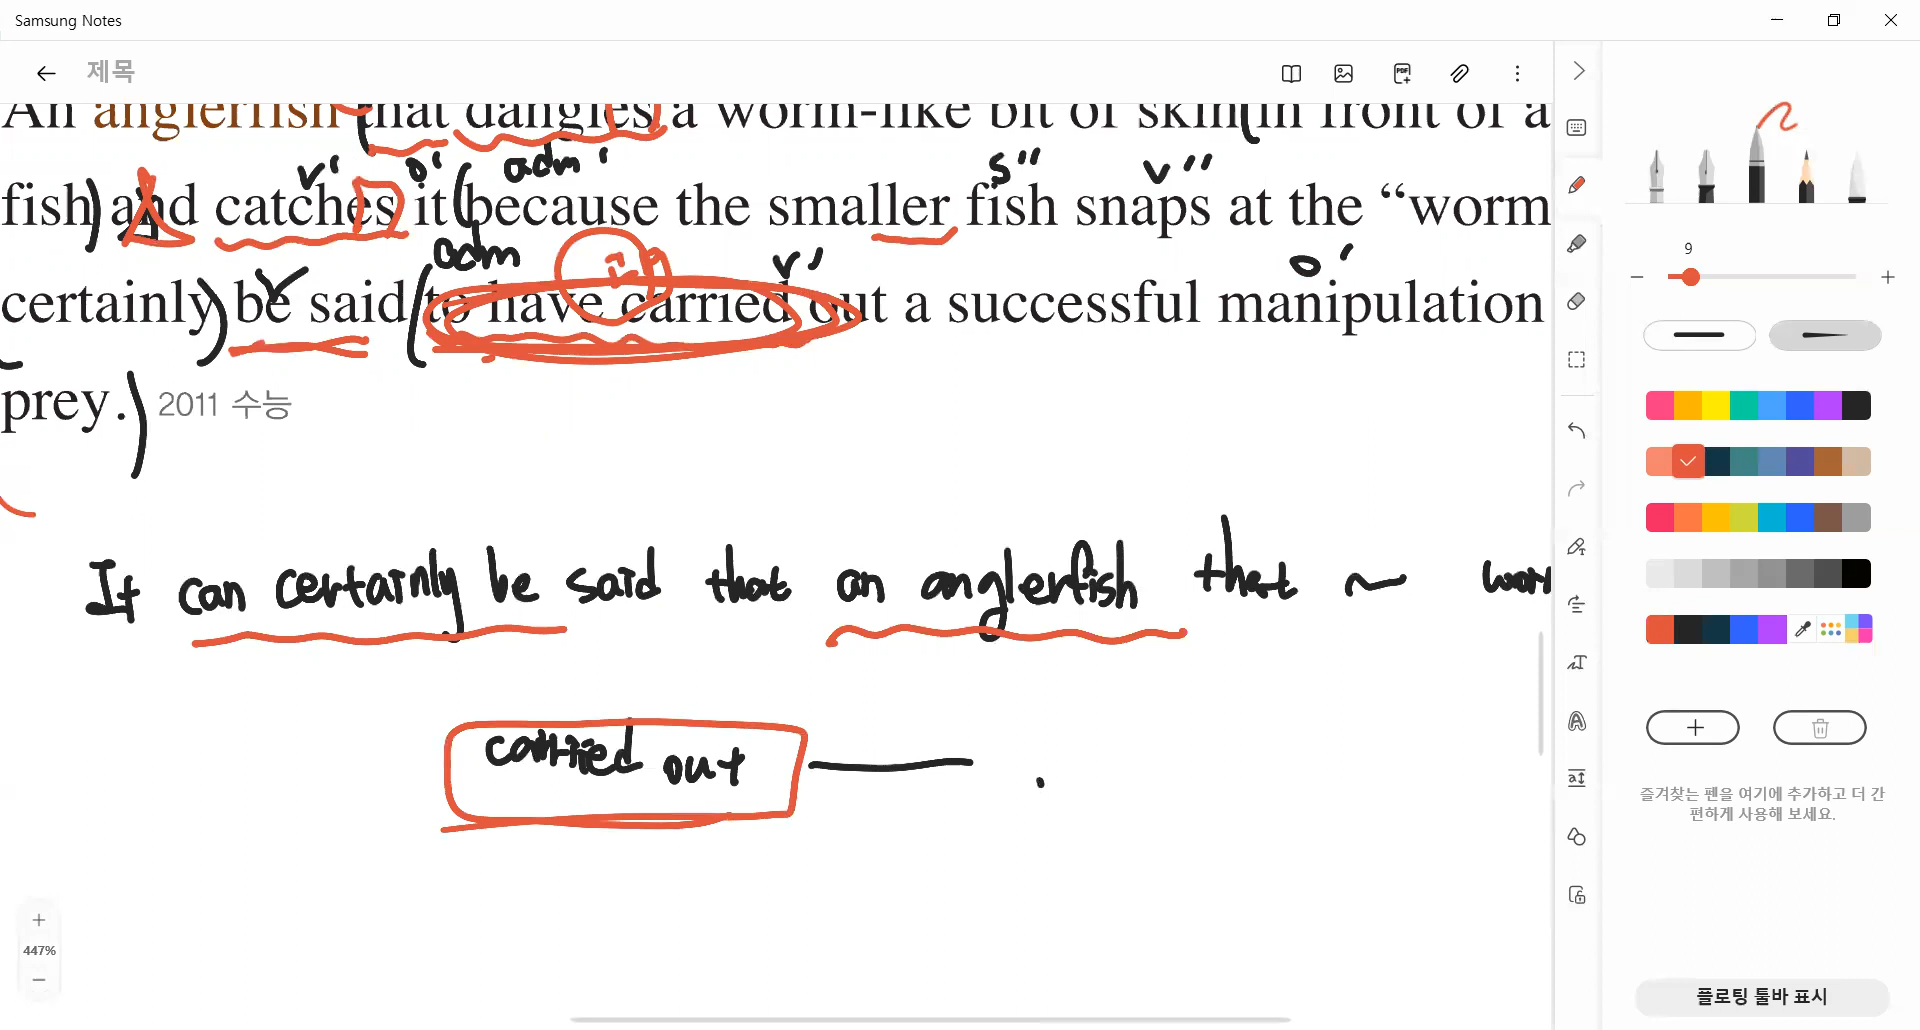 Samsung Notes
제목
An anglerfish that dangles a worm-like bit of skin in front of a
v' o' adm' s'' v''
fish) and catches it (because the smaller fish snaps at the “worm
adm v' o'
v
certainly) be said (to have carried out a successful manipulation
prey.) 2011 수능
It can certainly be said that an anglerfish that ~ wor
carried out .
9
447%
즐겨찾는 펜을 여기에 추가하고 더 간
편하게 사용해 보세요.
플로팅 툴바 표시